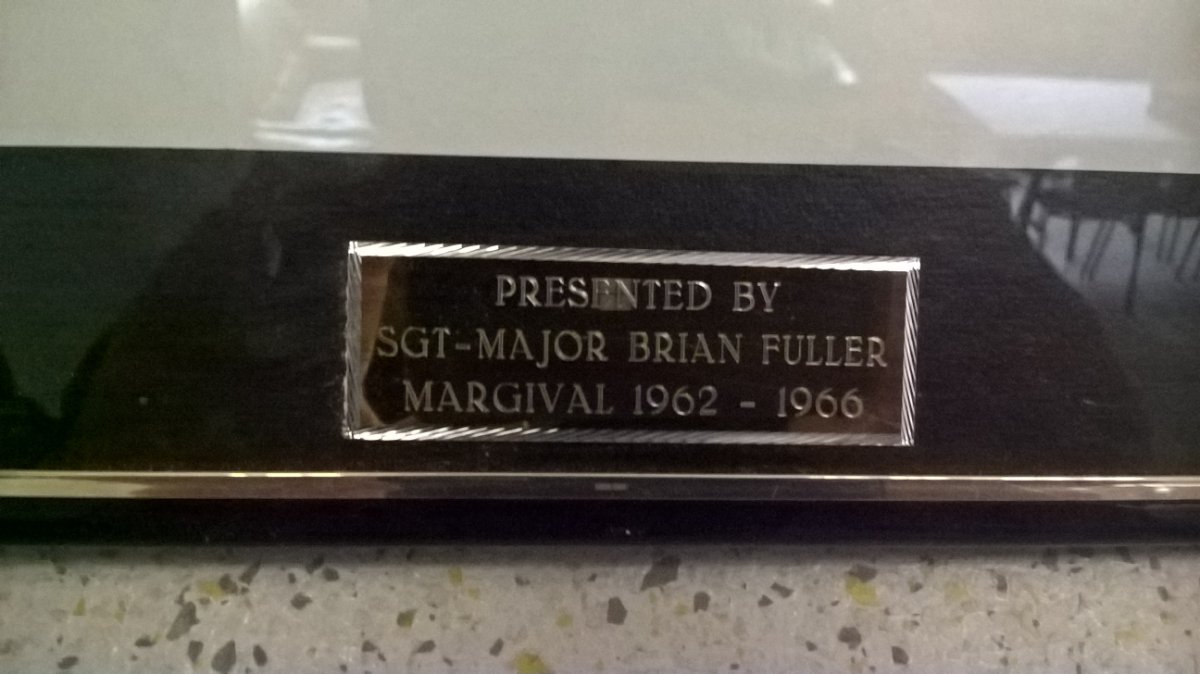 PRESENTED BY
SGT-MAJOR BRIAN FULLER
MARGIVAL 1962 - 1966